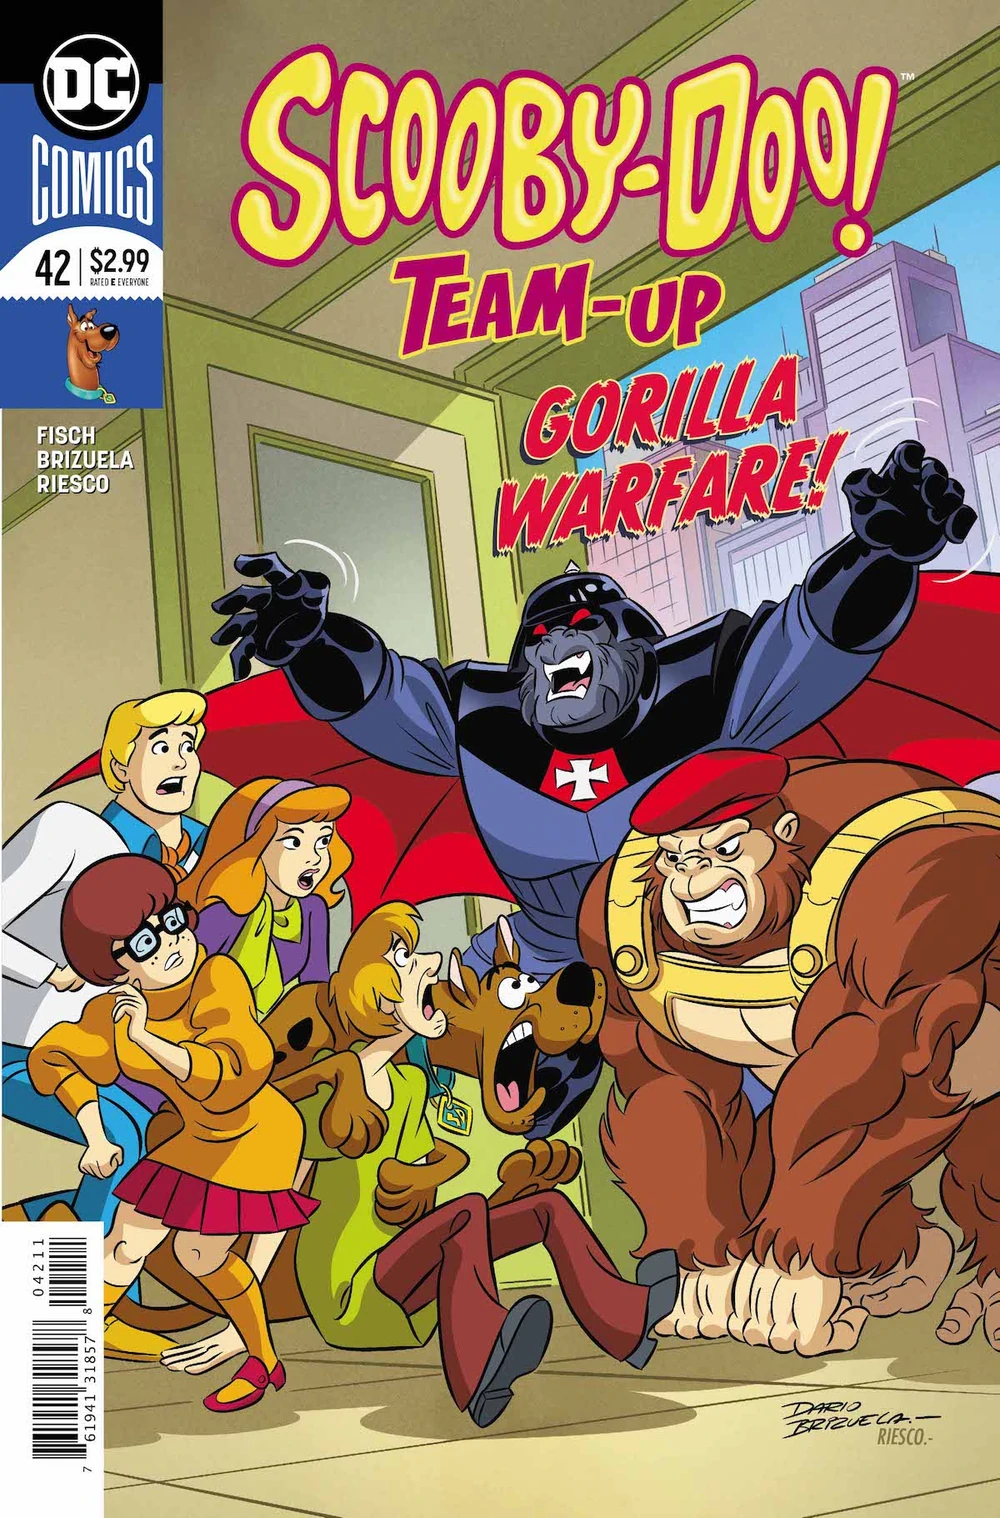 DC
COMICS
42 $2.99
RATED E EVERYONE
SCOOBY-DOO!™
TEAM-UP
GORILLA
WARFARE!
FISCH
BRIZUELA
RIESCO
SD
04211
7 61941 31857 8
DARIO
BRIZUELA.—
RIESCO.-